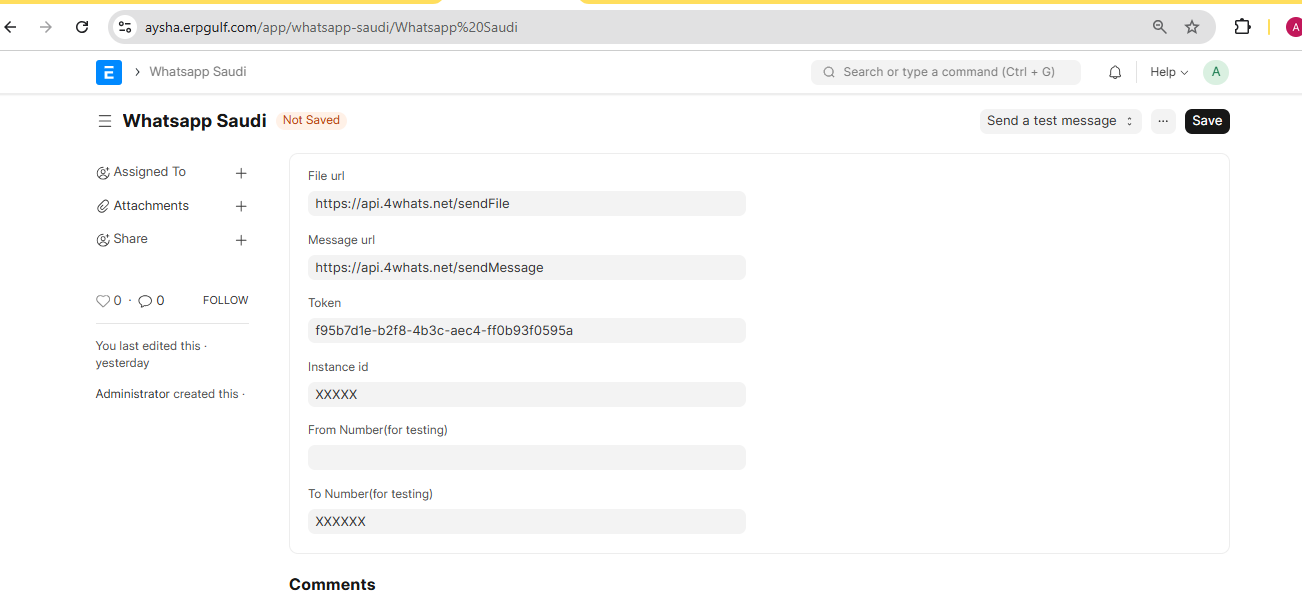 aysha.erpgulf.com/app/whatsapp-saudi/Whatsapp%20Saudi
A
E
Whatsapp Saudi
Search or type a command (Ctrl + G)
Help
A
Whatsapp Saudi
Not Saved
Send a test message
...
Save
Assigned To +
Attachments +
Share +
0 · 0 FOLLOW
You last edited this ·
yesterday
Administrator created this ·
File url
https://api.4whats.net/sendFile
Message url
https://api.4whats.net/sendMessage
Token
f95b7d1e-b2f8-4b3c-aec4-ff0b93f0595a
Instance id
XXXXX
From Number(for testing)
To Number(for testing)
XXXXXX
Comments